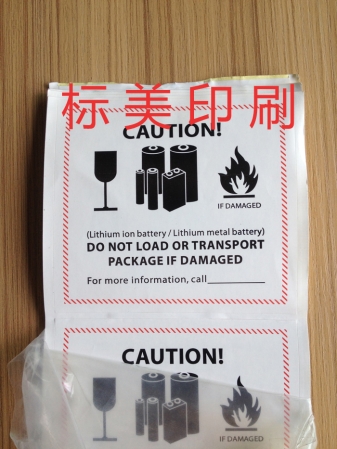 标美印刷
CAUTION!
IF DAMAGED
(Lithium ion battery / Lithium metal battery)
DO NOT LOAD OR TRANSPORT
PACKAGE IF DAMAGED
For more information, call__________
CAUTION!
IF DAMAGED